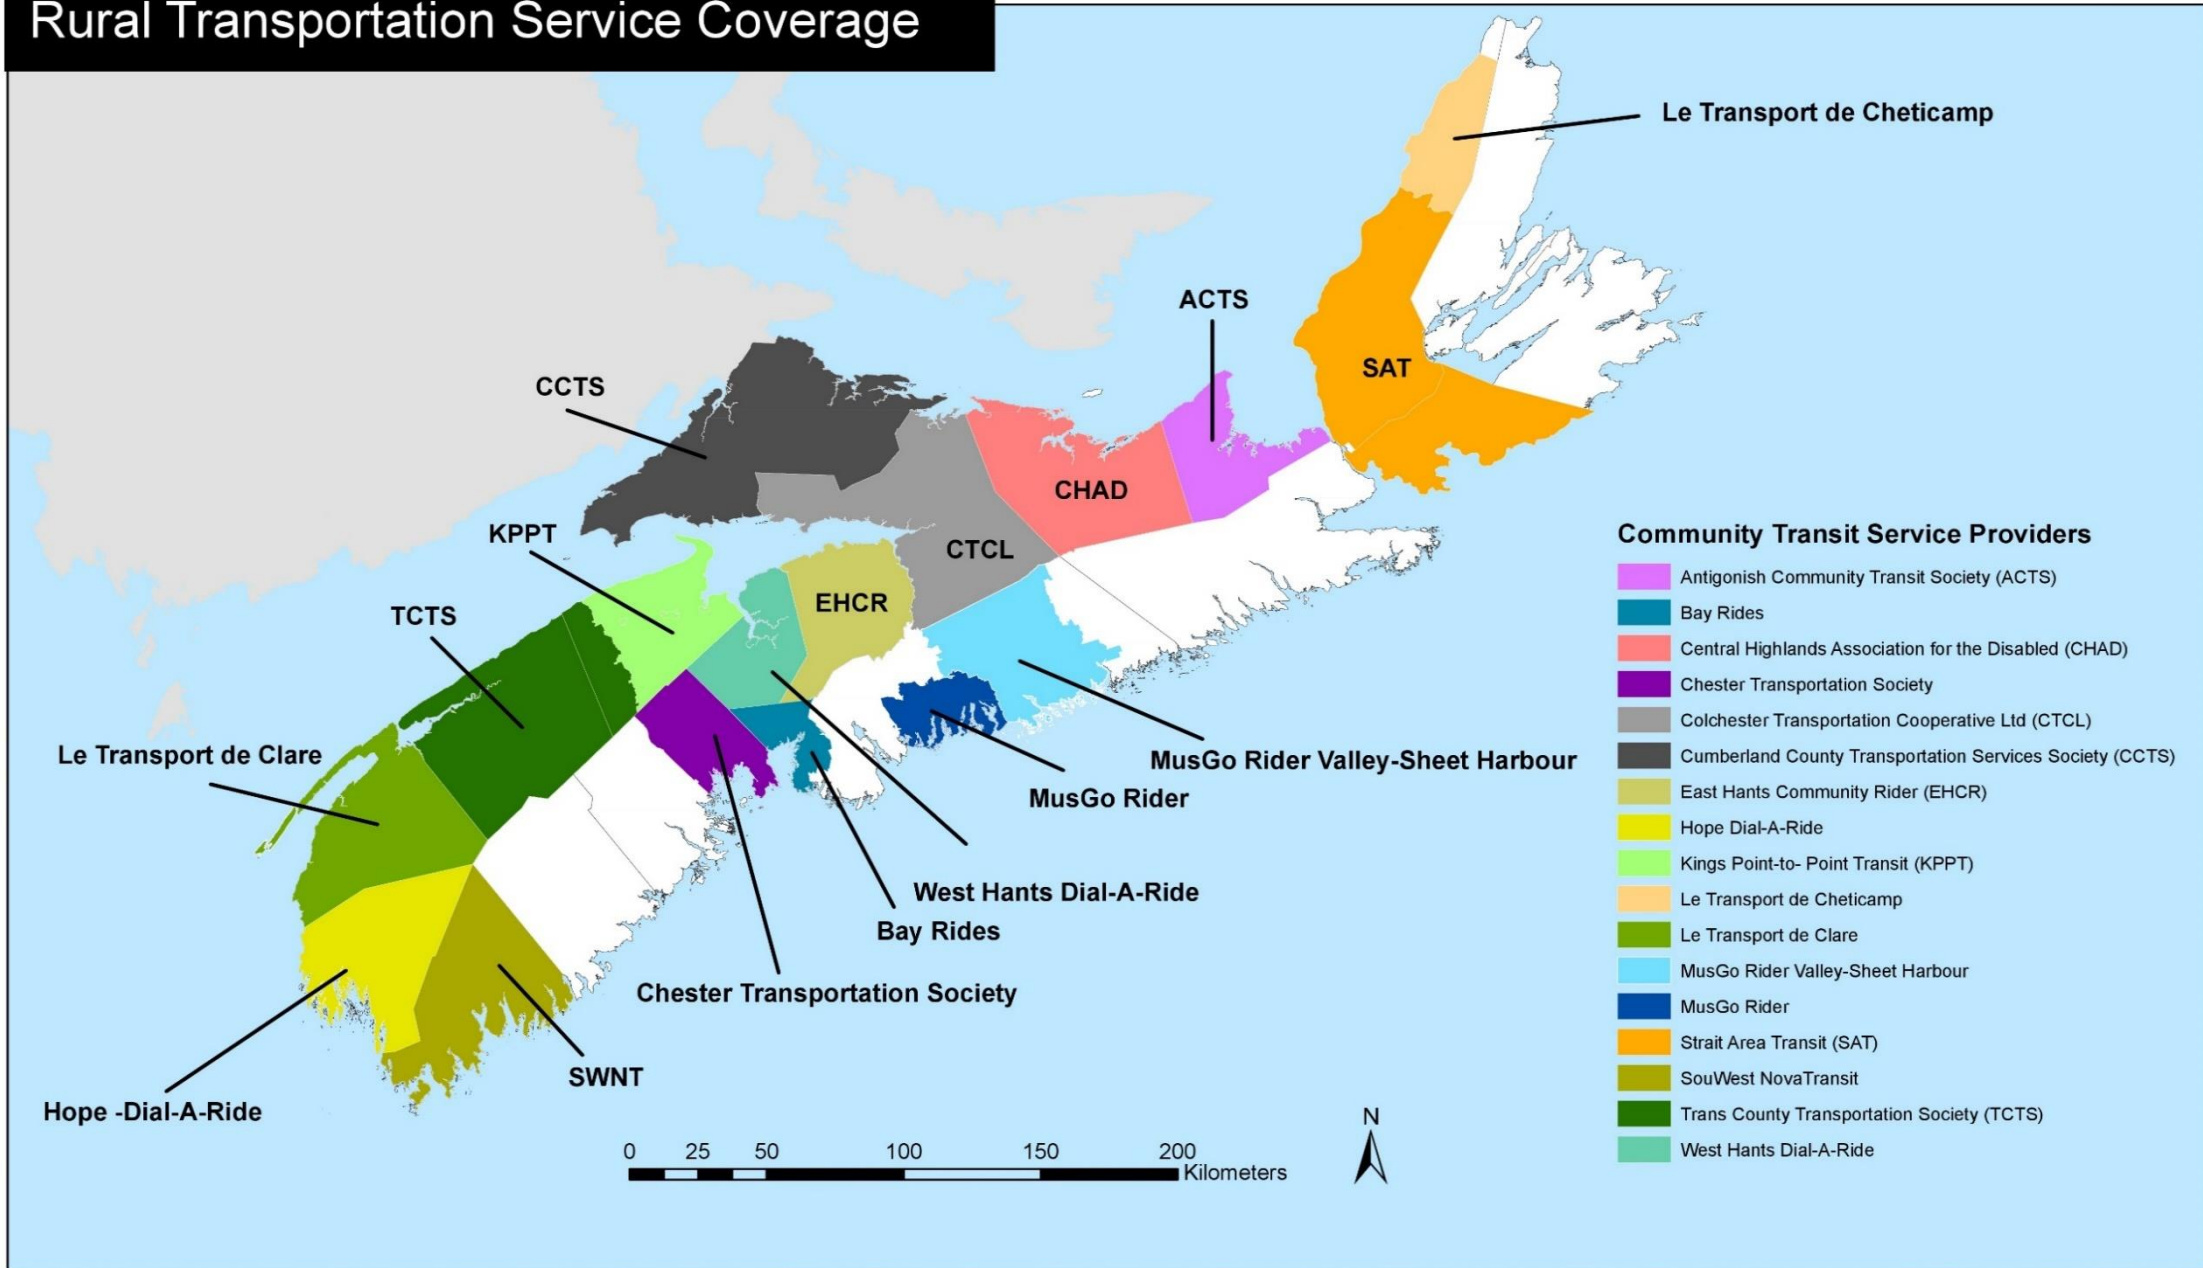 Rural Transportation Service Coverage
Le Transport de Cheticamp
ACTS
SAT
CCTS
CHAD
KPPT
CTCL
EHCR
TCTS
Le Transport de Clare
MusGo Rider Valley-Sheet Harbour
MusGo Rider
West Hants Dial-A-Ride
Bay Rides
Chester Transportation Society
SWNT
Hope -Dial-A-Ride
Community Transit Service Providers
Antigonish Community Transit Society (ACTS)
Bay Rides
Central Highlands Association for the Disabled (CHAD)
Chester Transportation Society
Colchester Transportation Cooperative Ltd (CTCL)
Cumberland County Transportation Services Society (CCTS)
East Hants Community Rider (EHCR)
Hope Dial-A-Ride
Kings Point-to- Point Transit (KPPT)
Le Transport de Cheticamp
Le Transport de Clare
MusGo Rider Valley-Sheet Harbour
MusGo Rider
Strait Area Transit (SAT)
SouWest NovaTransit
Trans County Transportation Society (TCTS)
West Hants Dial-A-Ride
N
0 25 50 100 150 200
Kilometers